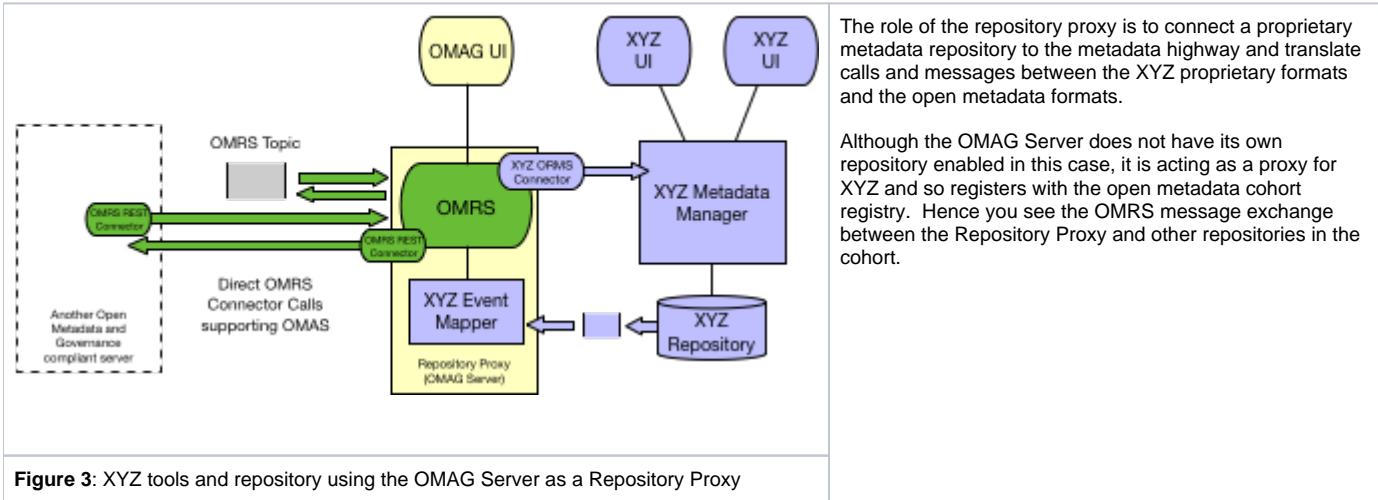 OMAG UI
XYZ
UI
XYZ
UI
OMRS Topic
XYZ ORMS
Connector
OMRS
XYZ Metadata
Manager
OMRS REST
Connector
OMRS REST
Connector
Direct OMRS
Connector Calls
supporting OMAS
Another Open
Metadata and
Governance
compliant server
XYZ Event
Mapper
XYZ
Repository
Repository Proxy
(OMAG Server)
Figure 3: XYZ tools and repository using the OMAG Server as a Repository Proxy
The role of the repository proxy is to connect a proprietary
metadata repository to the metadata highway and translate
calls and messages between the XYZ proprietary formats
and the open metadata formats.
Although the OMAG Server does not have its own
repository enabled in this case, it is acting as a proxy for
XYZ and so registers with the open metadata cohort
registry.  Hence you see the OMRS message exchange
between the Repository Proxy and other repositories in the
cohort.